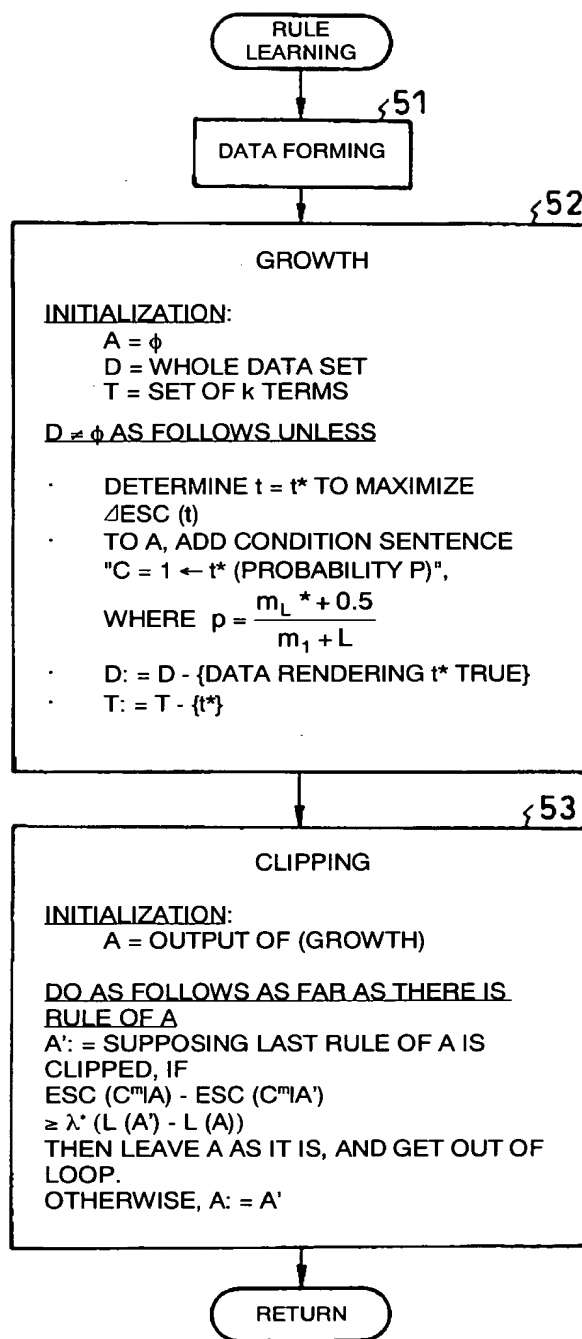 RULE
LEARNING
51
DATA FORMING
52
GROWTH
INITIALIZATION:
A = ϕ
D = WHOLE DATA SET
T = SET OF k TERMS
D ≠ ϕ AS FOLLOWS UNLESS
· DETERMINE t = t* TO MAXIMIZE
⊿ESC (t)
· TO A, ADD CONDITION SENTENCE
"C = 1 ← t* (PROBABILITY P)",
WHERE p = (m_L* + 0.5) / (m_1 + L)
· D: = D - {DATA RENDERING t* TRUE}
· T: = T - {t*}
53
CLIPPING
INITIALIZATION:
A = OUTPUT OF (GROWTH)
DO AS FOLLOWS AS FAR AS THERE IS
RULE OF A
A': = SUPPOSING LAST RULE OF A IS
CLIPPED, IF
ESC (Cᵐ|A) - ESC (Cᵐ|A')
≥ λ* (L (A') - L (A))
THEN LEAVE A AS IT IS, AND GET OUT OF
LOOP.
OTHERWISE, A: = A'
RETURN